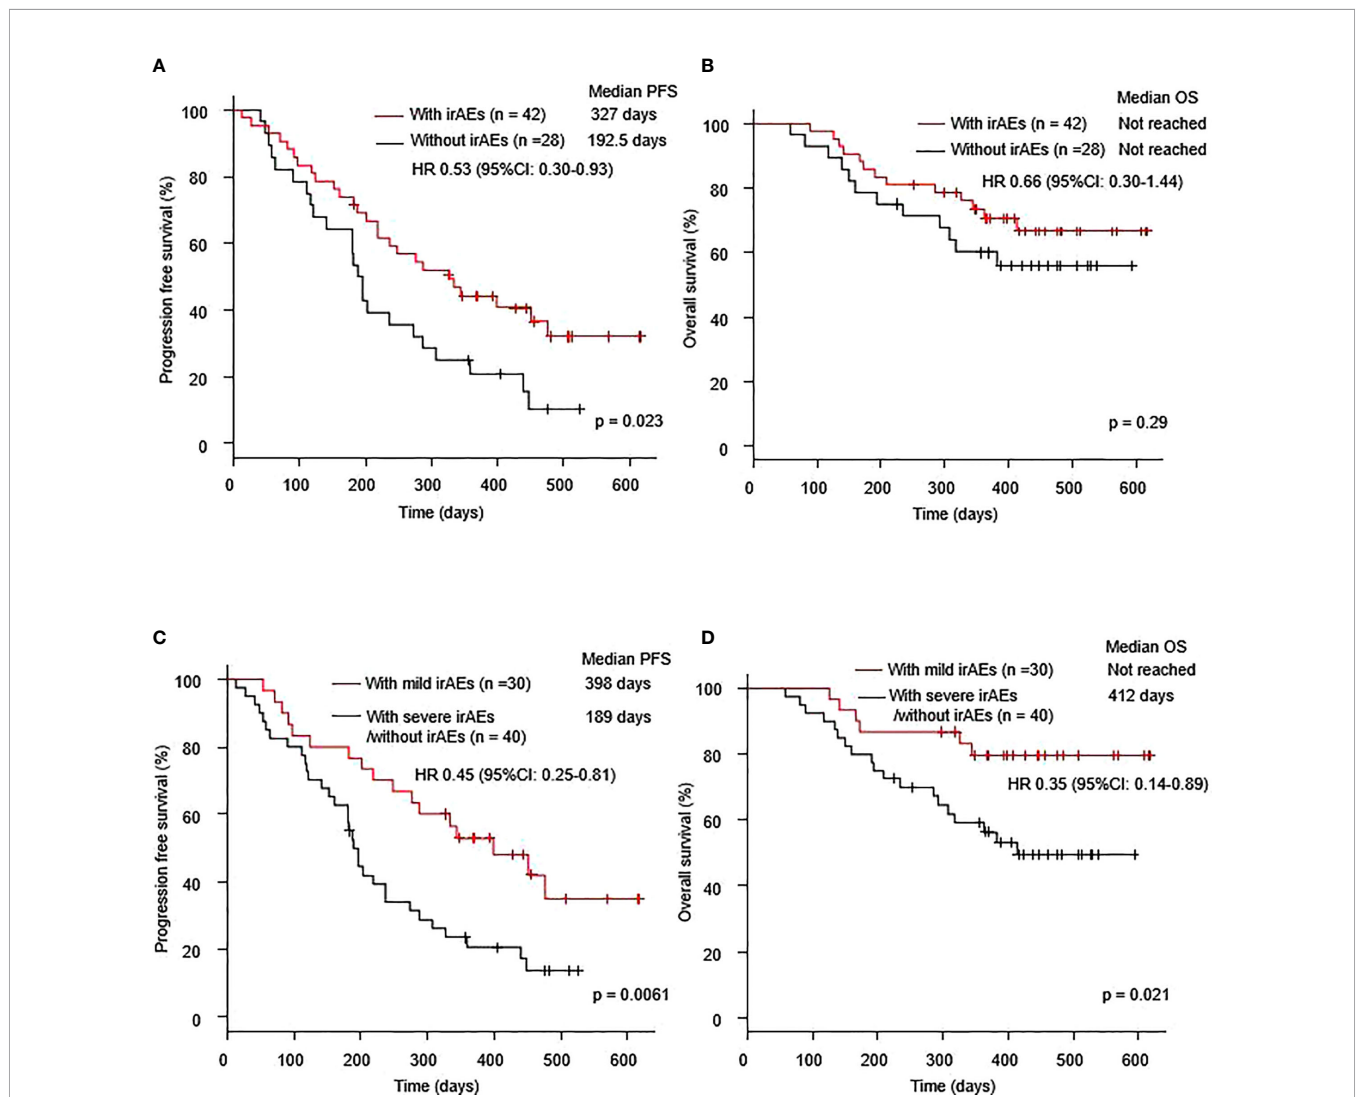 A
Median PFS
With irAEs (n = 42) 327 days
Without irAEs (n =28) 192.5 days
HR 0.53 (95%CI: 0.30-0.93)
100
80
60
40
20
0
Progression free survival (%)
p = 0.023
0 100 200 300 400 500 600
Time (days)
B
Median OS
With irAEs (n = 42) Not reached
Without irAEs (n =28) Not reached
HR 0.66 (95%CI: 0.30-1.44)
100
80
60
40
20
0
Overall survival (%)
p = 0.29
0 100 200 300 400 500 600
Time (days)
C
Median PFS
With mild irAEs (n =30) 398 days
With severe irAEs 189 days
/without irAEs (n = 40)
HR 0.45 (95%CI: 0.25-0.81)
100
80
60
40
20
0
Progression free survival (%)
p = 0.0061
0 100 200 300 400 500 600
Time (days)
D
Median OS
With mild irAEs (n =30) Not reached
With severe irAEs 412 days
/without irAEs (n = 40)
HR 0.35 (95%CI: 0.14-0.89)
100
80
60
40
20
0
Overall survival (%)
p = 0.021
0 100 200 300 400 500 600
Time (days)